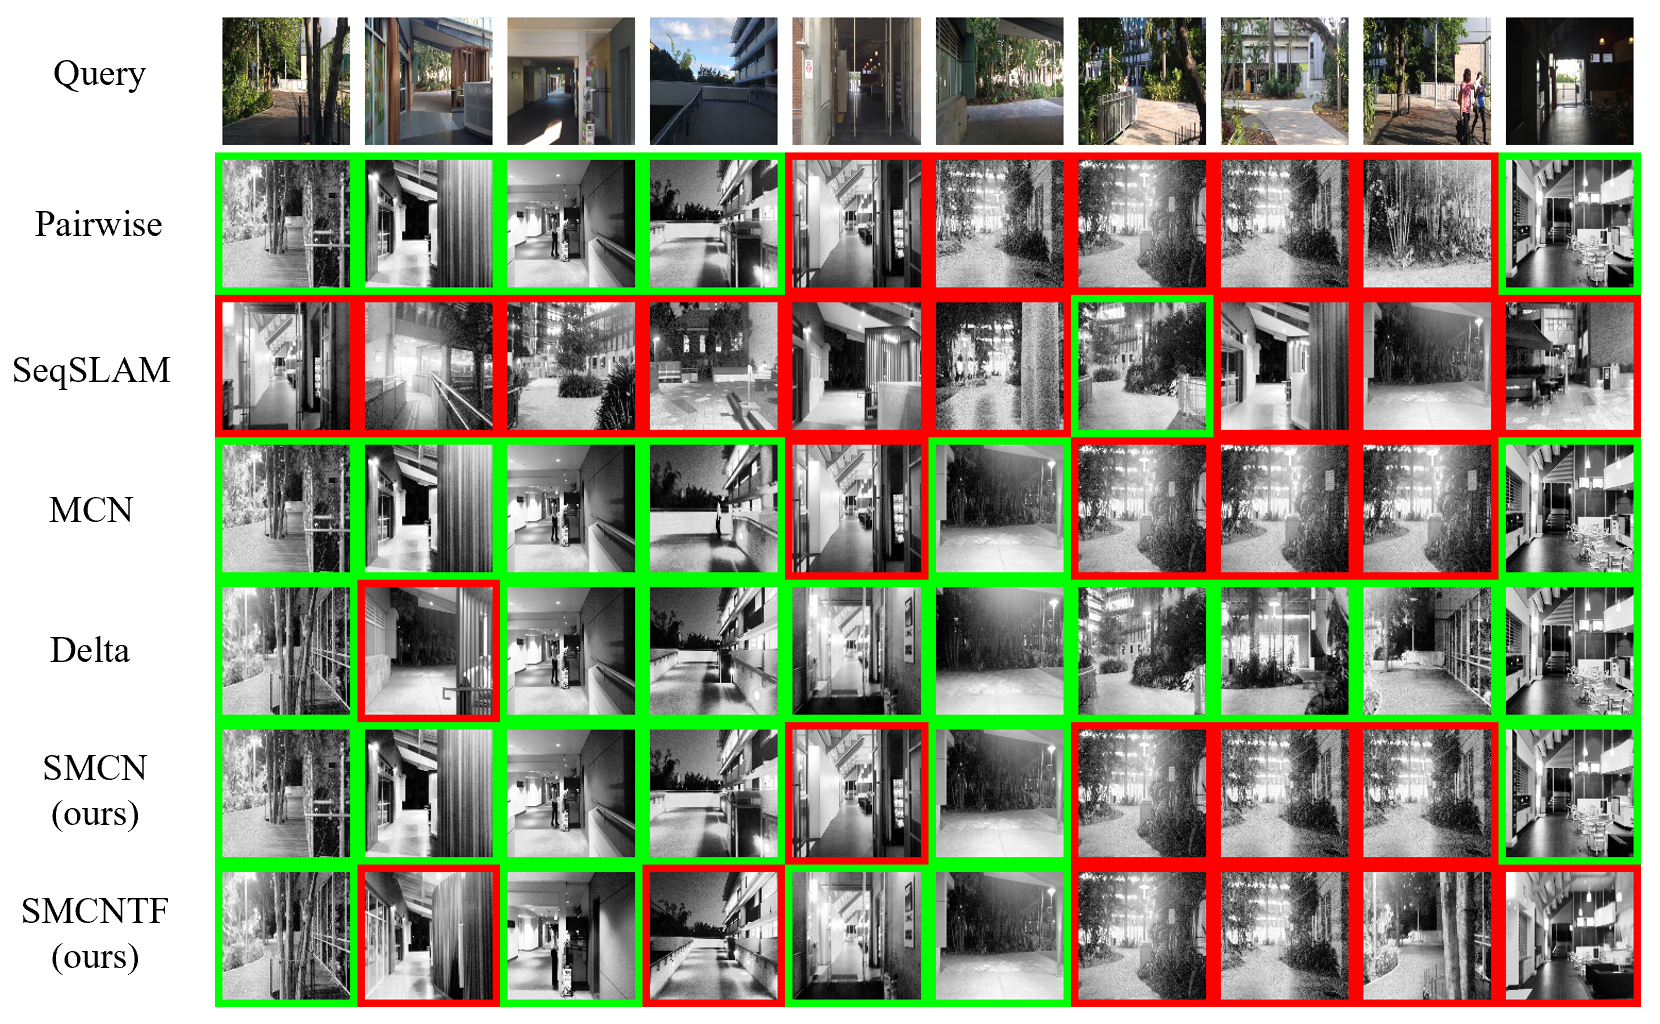 Query
Pairwise
SeqSLAM
MCN
Delta
SMCN
(ours)
SMCNTF
(ours)